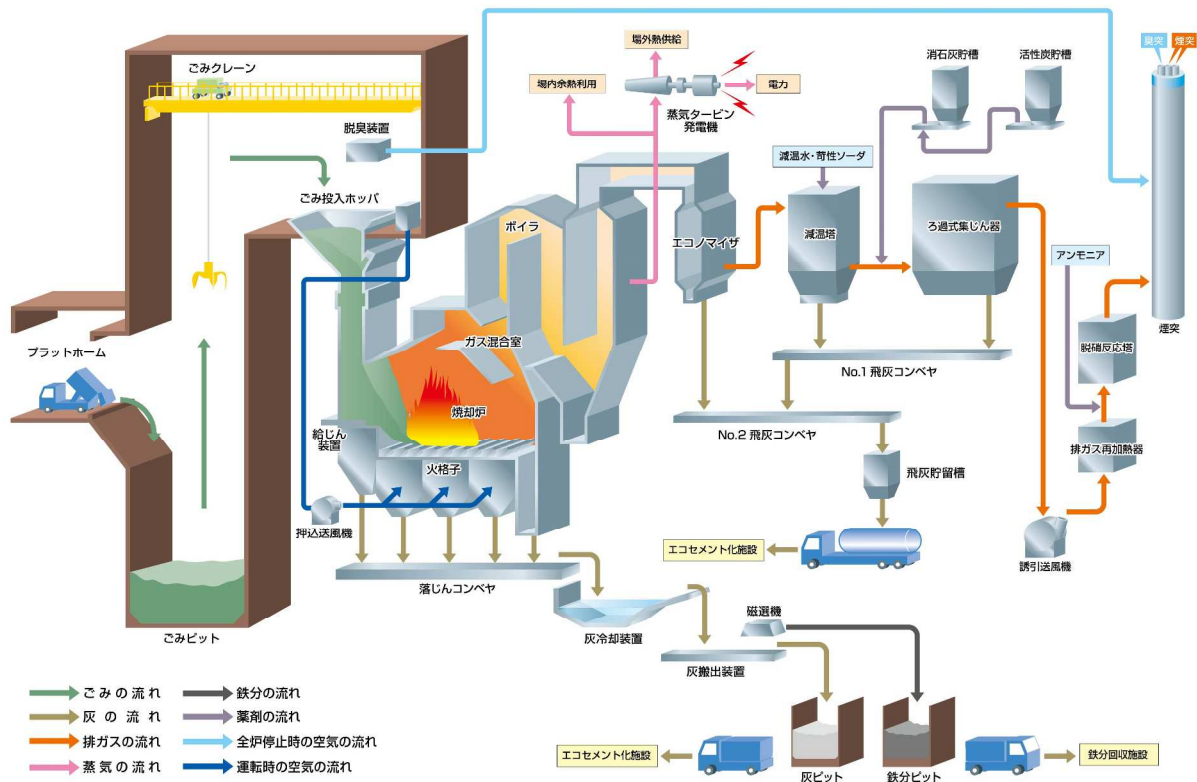 臭突
煙突
場外熱供給
消石灰貯槽
活性炭貯槽
ごみクレーン
場内余熱利用
電力
蒸気タービン
発電機
脱臭装置
減温水・苛性ソーダ
ごみ投入ホッパ
ボイラ
エコノマイザ
減温塔
ろ過式集じん器
アンモニア
煙突
プラットホーム
ガス混合室
脱硝反応塔
No.1 飛灰コンベヤ
焼却炉
給じん
装置
No.2 飛灰コンベヤ
火格子
排ガス再加熱器
飛灰貯留槽
押込送風機
エコセメント化施設
誘引送風機
落じんコンベヤ
磁選機
ごみピット
灰冷却装置
灰搬出装置
ごみの流れ
鉄分の流れ
灰の流れ
薬剤の流れ
排ガスの流れ
全炉停止時の空気の流れ
蒸気の流れ
運転時の空気の流れ
エコセメント化施設
鉄分回収施設
灰ピット
鉄分ピット